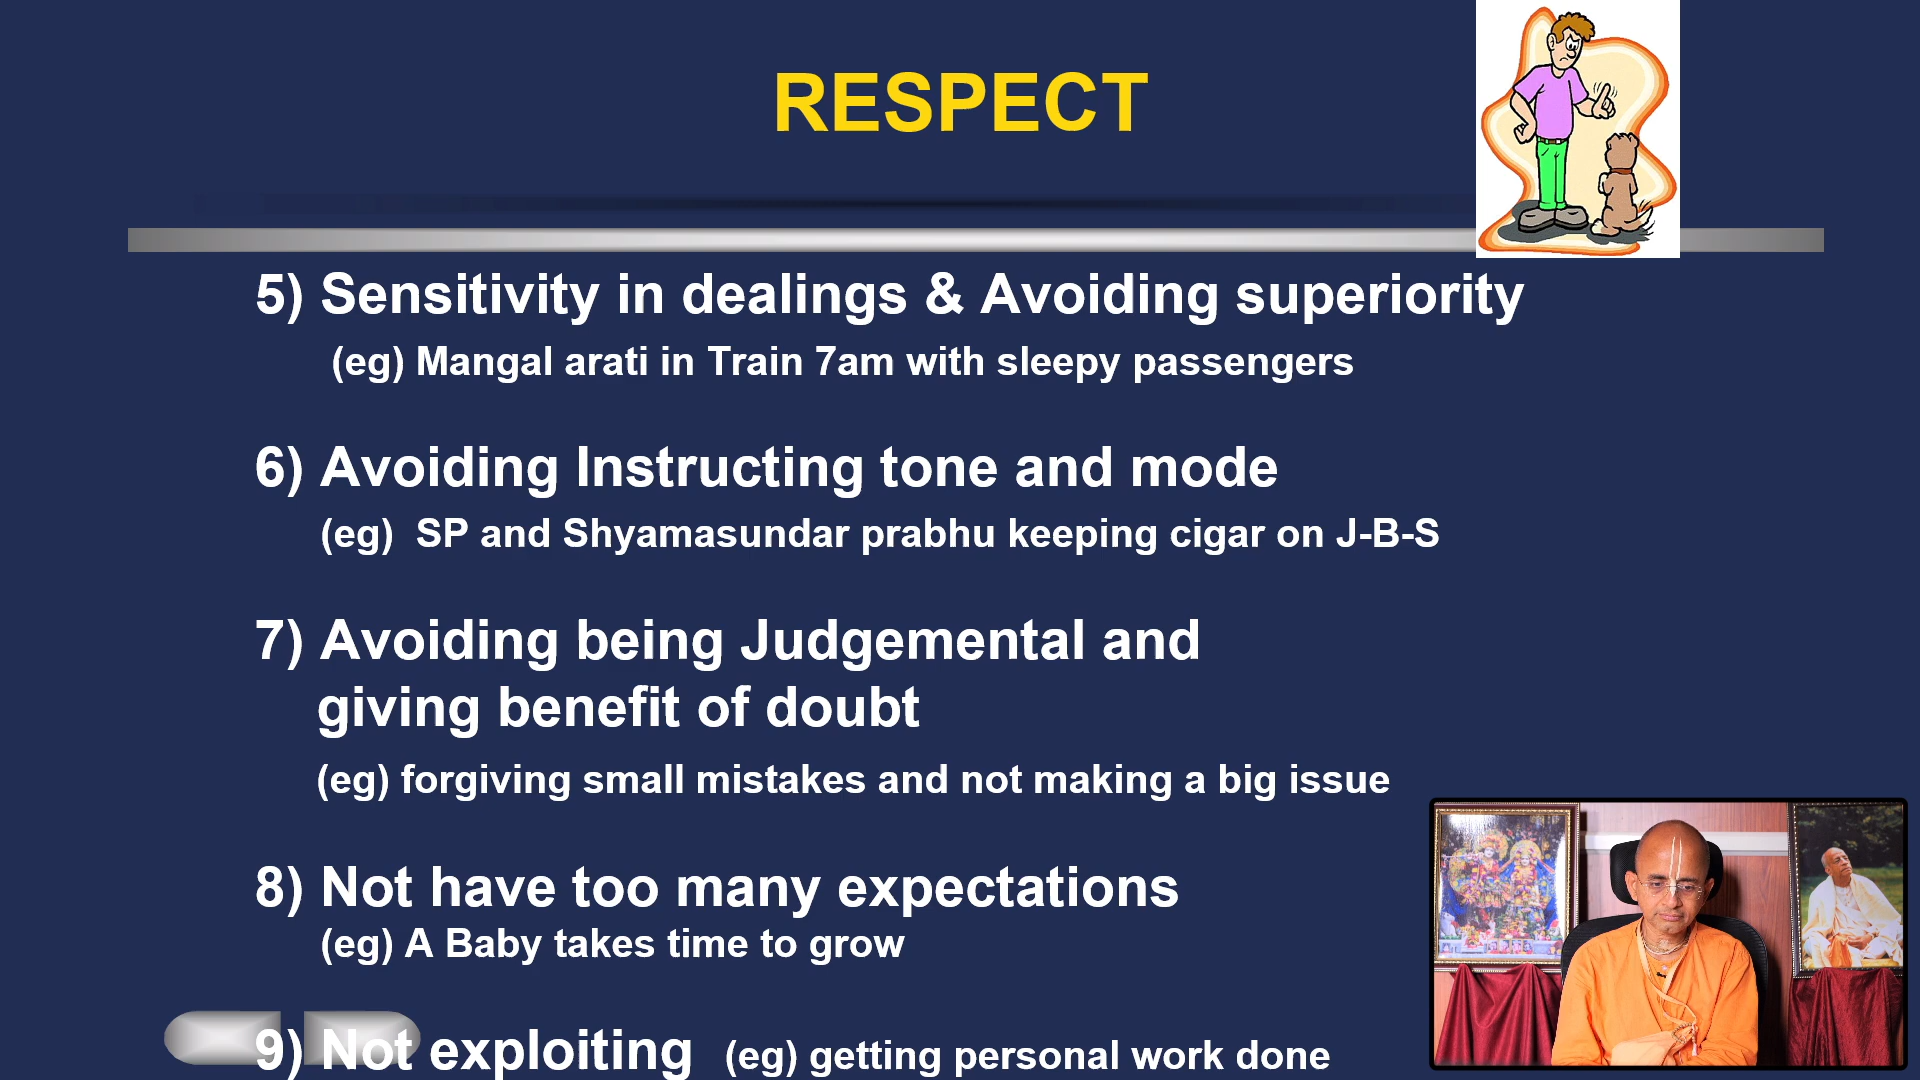 RESPECT
5) Sensitivity in dealings & Avoiding superiority
(eg) Mangal arati in Train 7am with sleepy passengers
6) Avoiding Instructing tone and mode
(eg) SP and Shyamasundar prabhu keeping cigar on J-B-S
7) Avoiding being Judgemental and
giving benefit of doubt
(eg) forgiving small mistakes and not making a big issue
8) Not have too many expectations
(eg) A Baby takes time to grow
9) Not exploiting (eg) getting personal work done